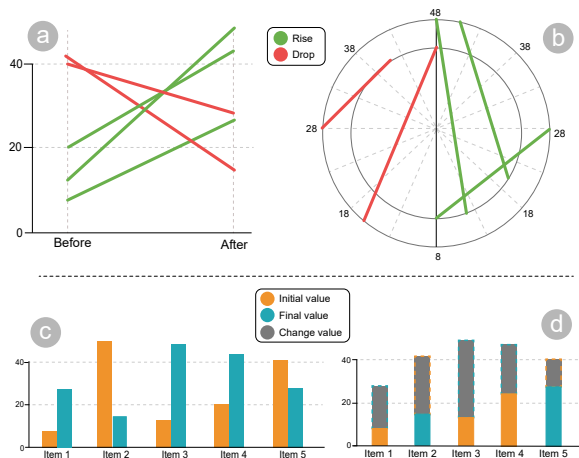 a
40
20
0
Before
After
Rise
Drop
b
48
38
38
28
28
18
18
8
Initial value
Final value
Change value
c
40
20
0
Item 1
Item 2
Item 3
Item 4
Item 5
d
40
20
0
Item 1
Item 2
Item 3
Item 4
Item 5